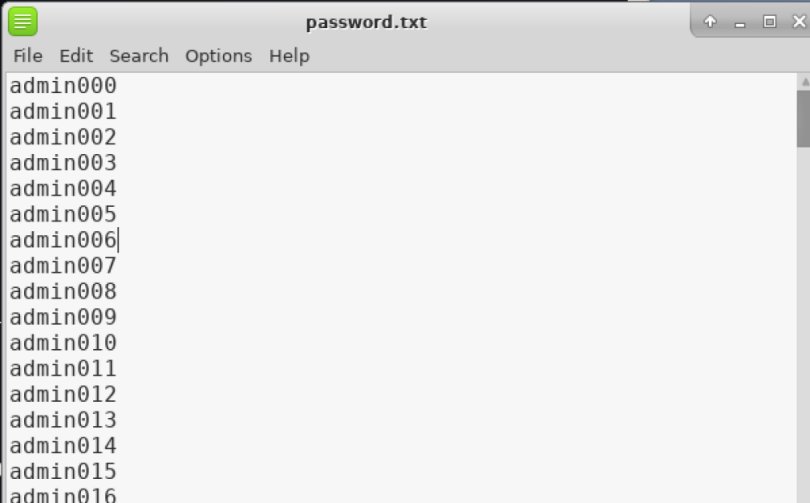 password.txt
File Edit Search Options Help
admin000
admin001
admin002
admin003
admin004
admin005
admin006
admin007
admin008
admin009
admin010
admin011
admin012
admin013
admin014
admin015
admin016